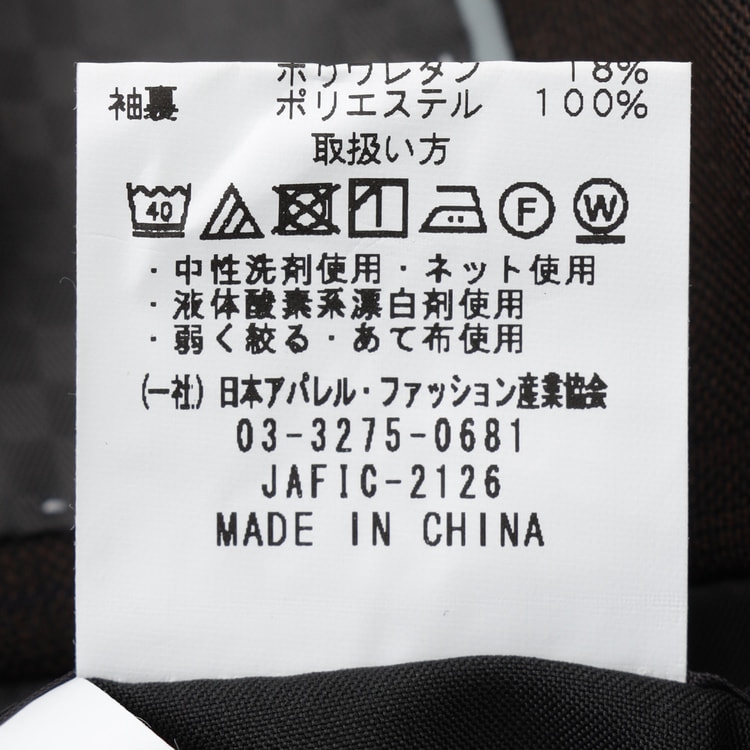 ポリウレタン 18%
袖裏 ポリエステル 100%
取扱い方
40 F W
・中性洗剤使用・ネット使用
・液体酸素系漂白剤使用
・弱く絞る・あて布使用
(一社)日本アパレル・ファッション産業協会
03-3275-0681
JAFIC-2126
MADE IN CHINA